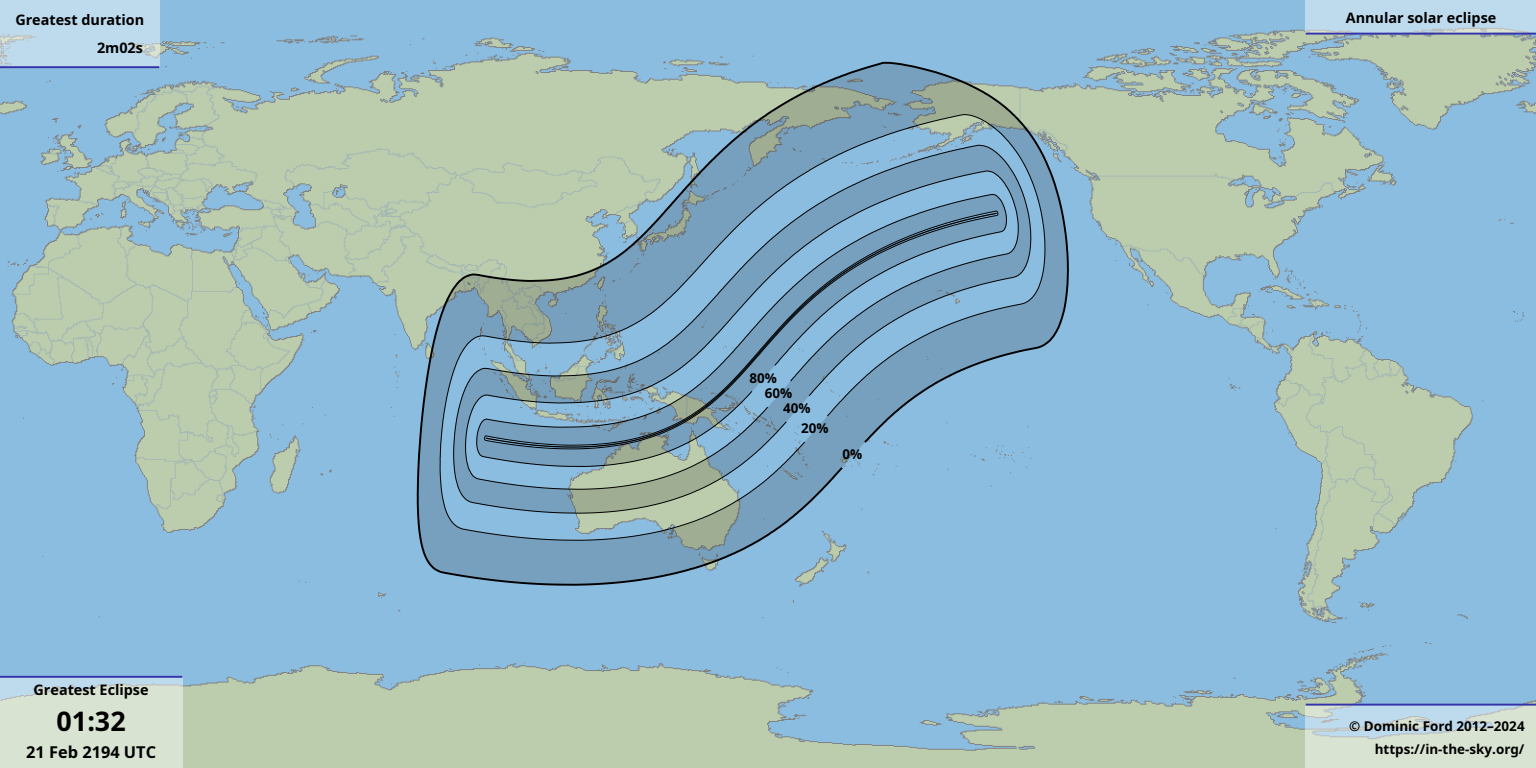 Greatest duration
2m02s
Annular solar eclipse
80%
60%
40%
20%
0%
Greatest Eclipse
01:32
21 Feb 2194 UTC
© Dominic Ford 2012–2024
https://in-the-sky.org/